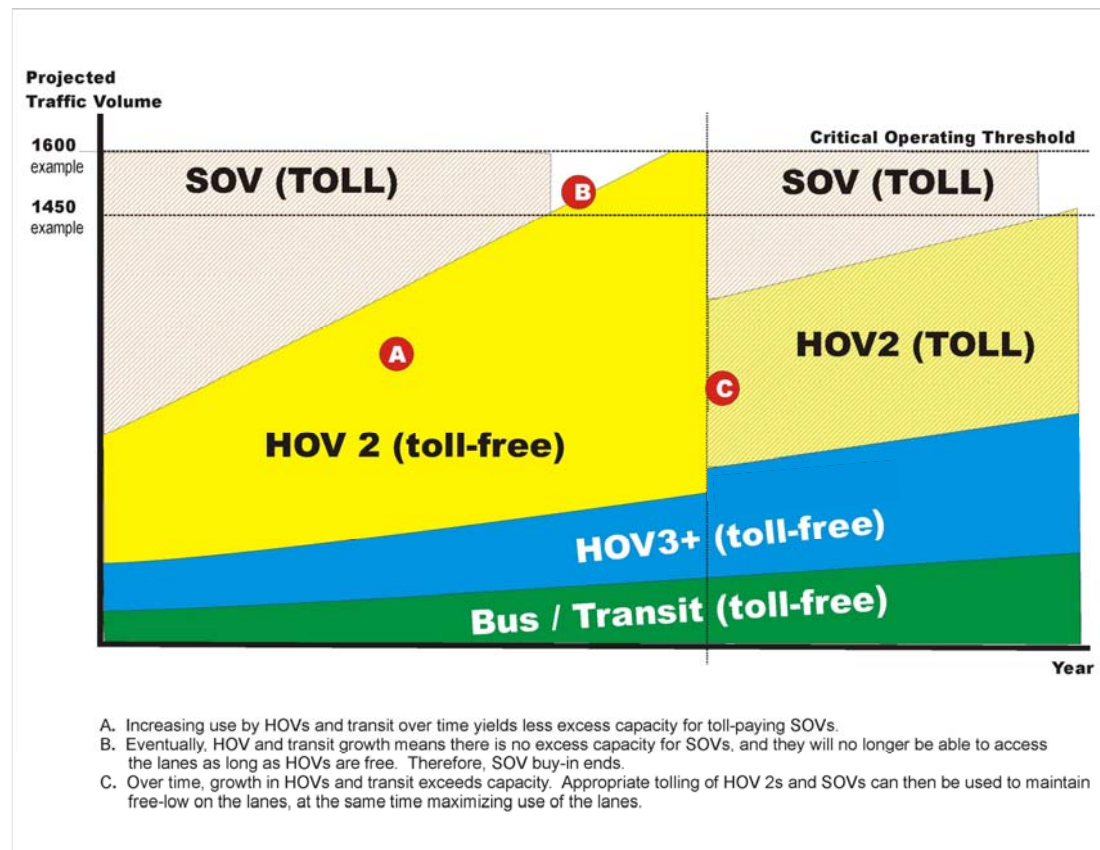 Projected
Traffic Volume
1600
example
Critical Operating Threshold
SOV (TOLL)
SOV (TOLL)
B
1450
example
A
HOV2 (TOLL)
C
HOV 2 (toll-free)
HOV3+ (toll-free)
Bus / Transit (toll-free)
Year
A. Increasing use by HOVs and transit over time yields less excess capacity for toll-paying SOVs.
B. Eventually, HOV and transit growth means there is no excess capacity for SOVs, and they will no longer be able to access
the lanes as long as HOVs are free. Therefore, SOV buy-in ends.
C. Over time, growth in HOVs and transit exceeds capacity. Appropriate tolling of HOV 2s and SOVs can then be used to maintain
free-low on the lanes, at the same time maximizing use of the lanes.